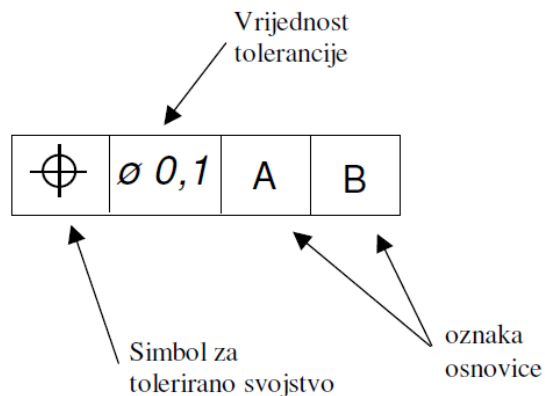 Vrijednost
tolerancije
ø 0,1 A B
Simbol za
tolerirano svojstvo
oznaka
osnovice